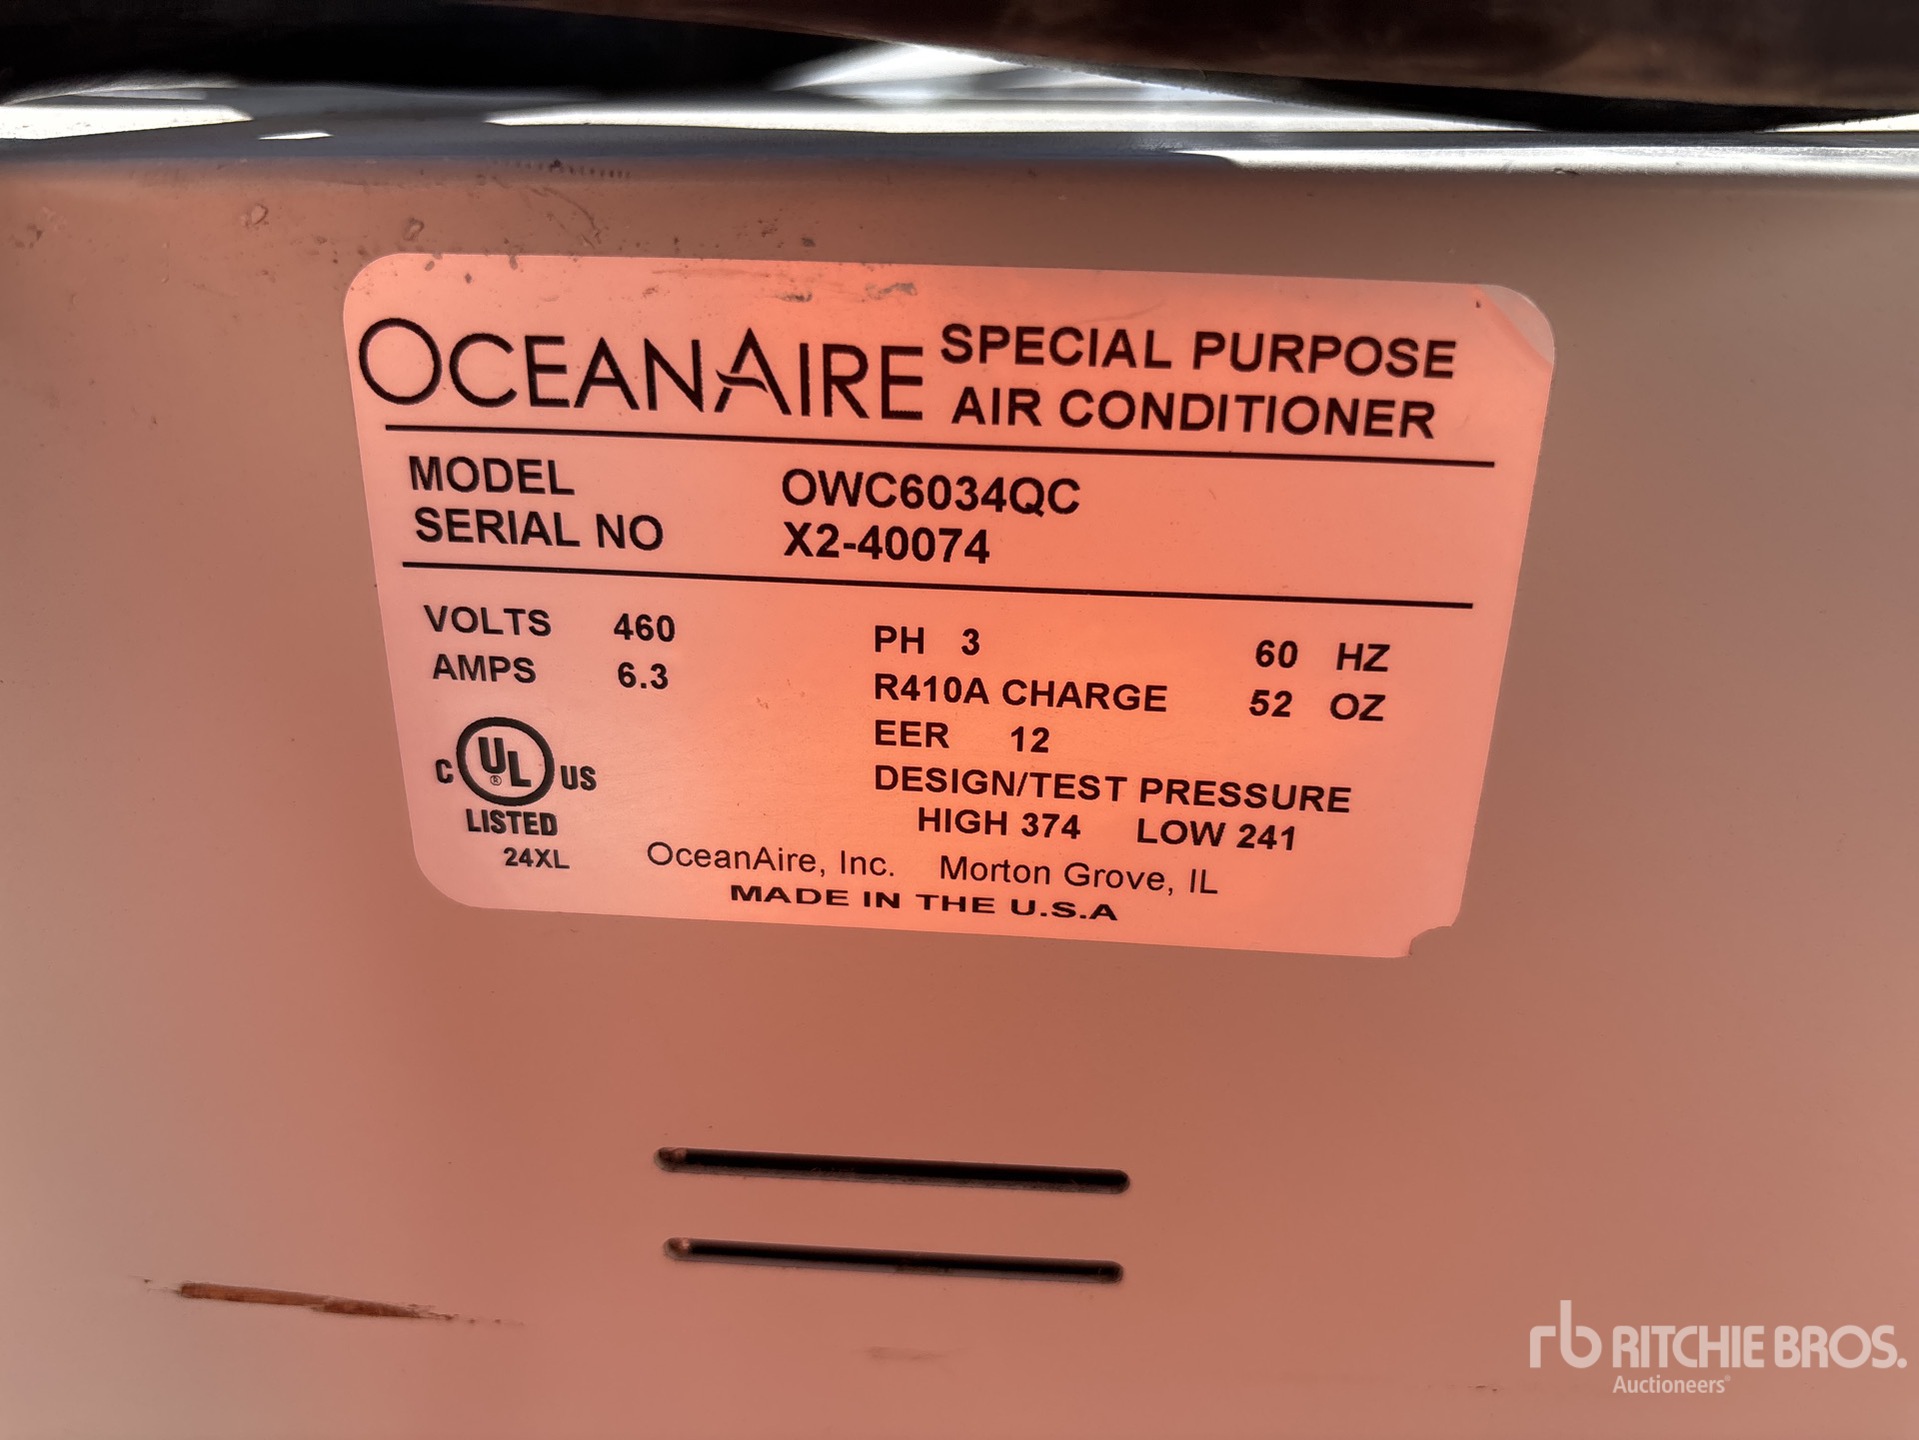 OCEANAIRE SPECIAL PURPOSE
AIR CONDITIONER
MODEL OWC6034QC
SERIAL NO X2-40074
VOLTS 460 PH 3 60 HZ
AMPS 6.3 R410A CHARGE 52 OZ
EER 12
DESIGN/TEST PRESSURE
HIGH 374 LOW 241
C UL ® US
LISTED
24XL
OceanAire, Inc. Morton Grove, IL
MADE IN THE U.S.A
rb RITCHIE BROS.
Auctioneers®